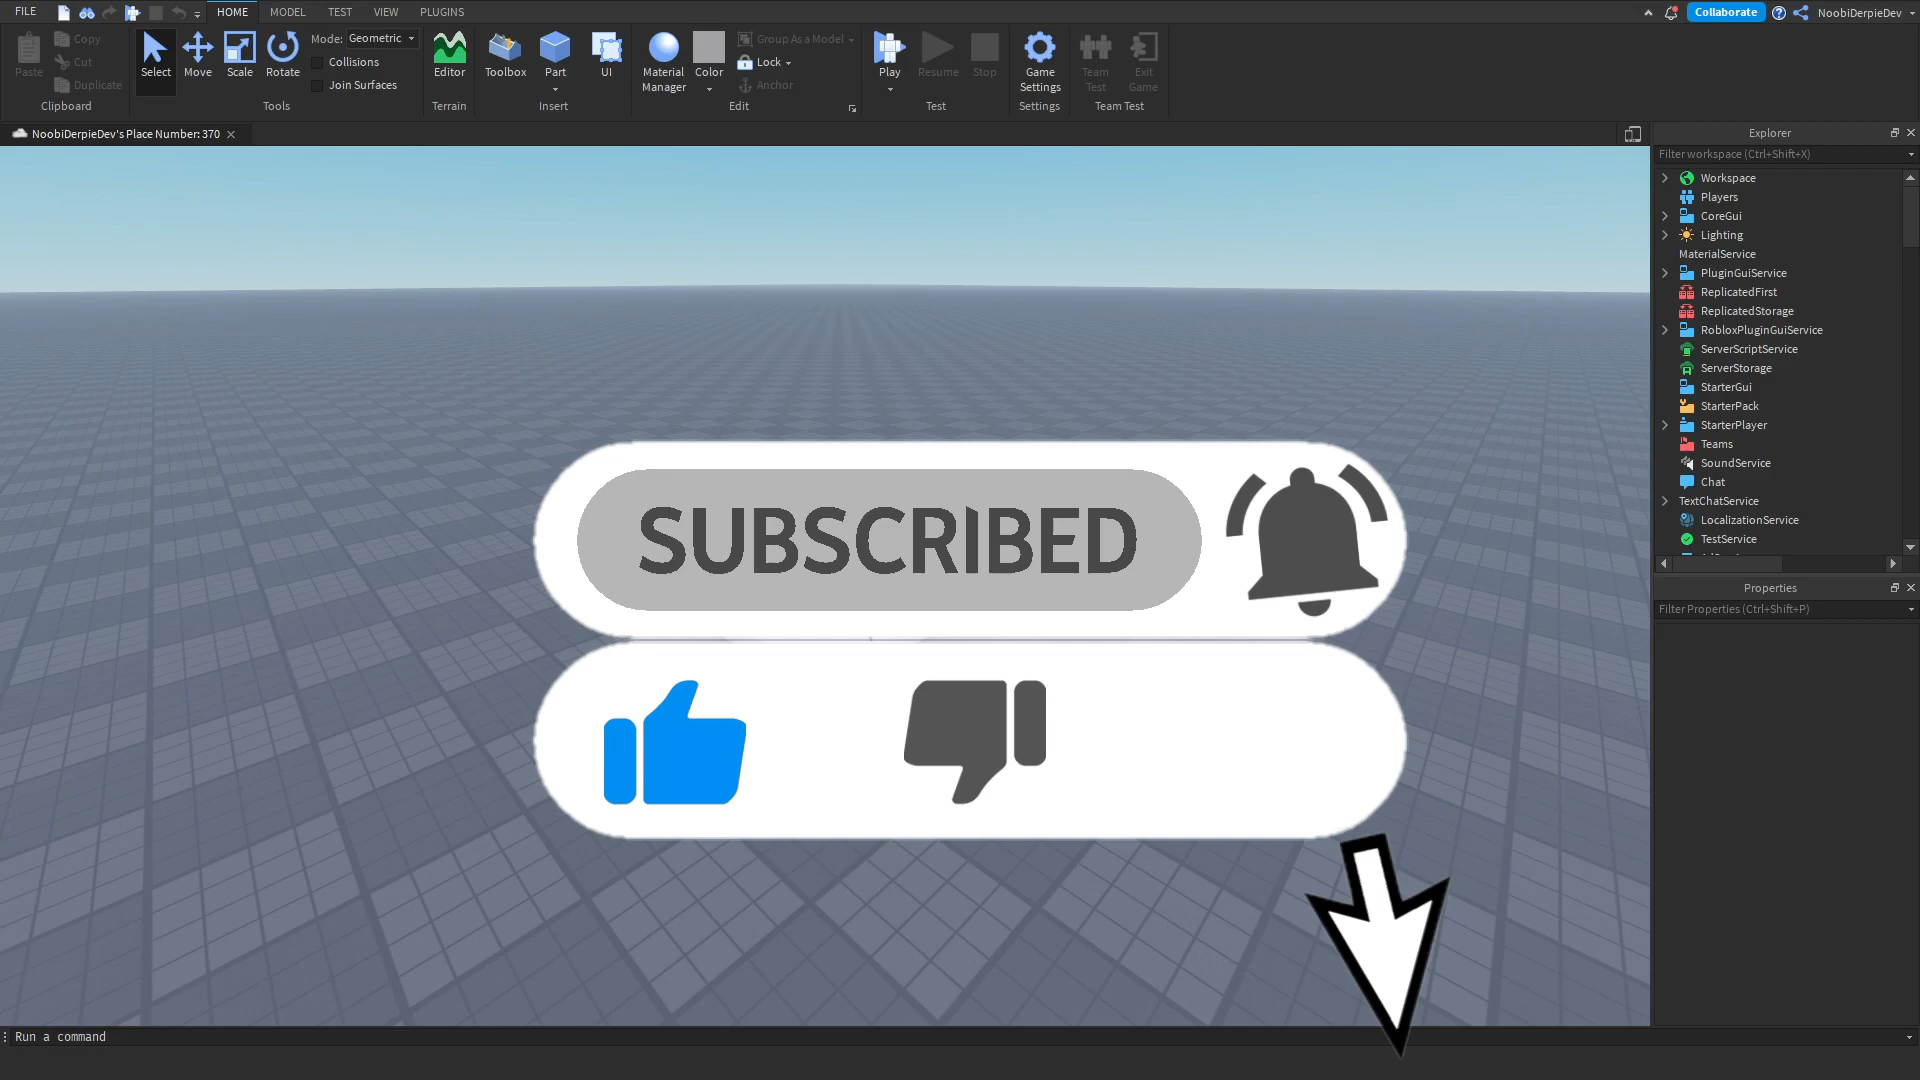 FILE HOME MODEL TEST VIEW PLUGINS Collaborate NoobiDerpieDev
Paste Copy Cut Duplicate
Clipboard
Select Move Scale Rotate Mode: Geometric
Collisions
Join Surfaces
Tools
Editor
Terrain
Toolbox Part UI
Insert
Material Manager Color Group As a Model
Lock
Anchor
Edit
Play Resume Stop
Test
Game Settings
Settings
Team Test Exit Game
Team Test
NoobiDerpieDev's Place Number: 370
SUBSCRIBED
Explorer
Filter workspace (Ctrl+Shift+X)
Workspace
Players
CoreGui
Lighting
MaterialService
PluginGuiService
ReplicatedFirst
ReplicatedStorage
RobloxPluginGuiService
ServerScriptService
ServerStorage
StarterGui
StarterPack
StarterPlayer
Teams
SoundService
Chat
TextChatService
LocalizationService
TestService
Properties
Filter Properties (Ctrl+Shift+P)
Run a command